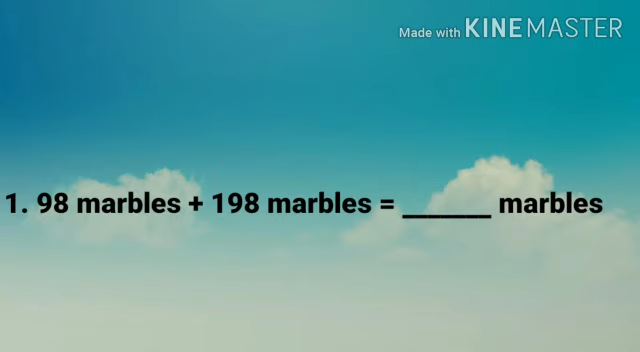 Made with KINEMASTER
1. 98 marbles + 198 marbles = _______ marbles